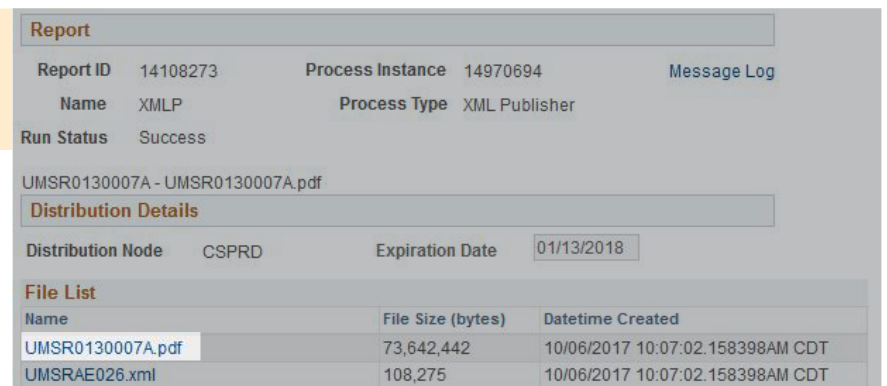 Report
Report ID 14108273 Process Instance 14970694 Message Log
Name XMLP Process Type XML Publisher
Run Status Success
UMSR0130007A - UMSR0130007A.pdf
Distribution Details
Distribution Node CSPRD Expiration Date 01/13/2018
File List
Name File Size (bytes) Datetime Created
UMSR0130007A.pdf 73,642,442 10/06/2017 10:07:02.158398AM CDT
UMSRAE026.xml 108,275 10/06/2017 10:07:02.158398AM CDT